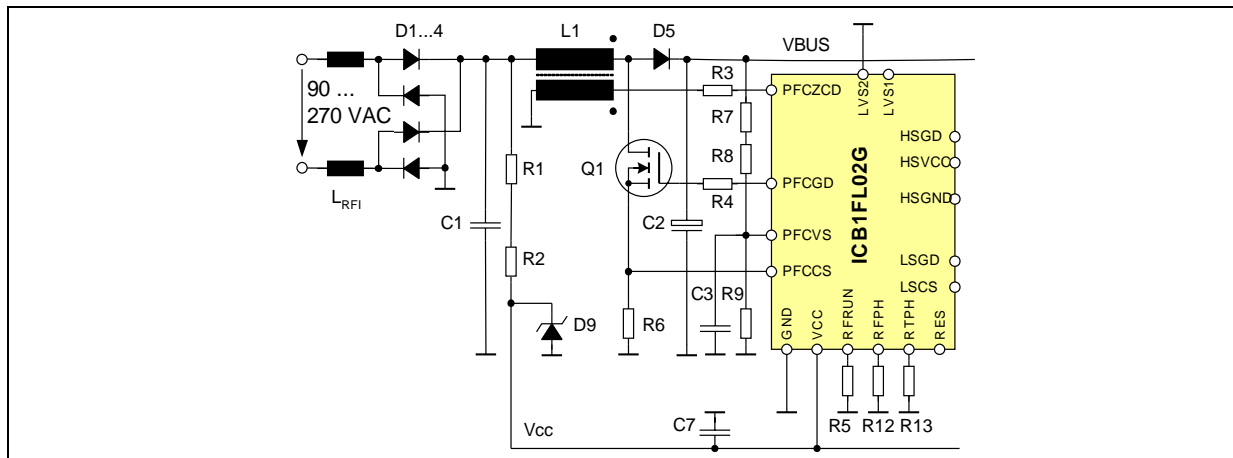 D1...4
L1
D5
VBUS
90 ...
270 VAC
R3
PFCZCD
LVS2
LVS1
R7
HSGD
R1
Q1
R8
PFCGD
R4
HSVCC
HSGND
LRFI
C1
C2
PFCVS
ICB1FL02G
R2
PFCCS
LSGD
LSCS
D9
R6
C3
R9
GND
VCC
RFRUN
RFPH
RTPH
RES
Vcc
C7
R5
R12
R13